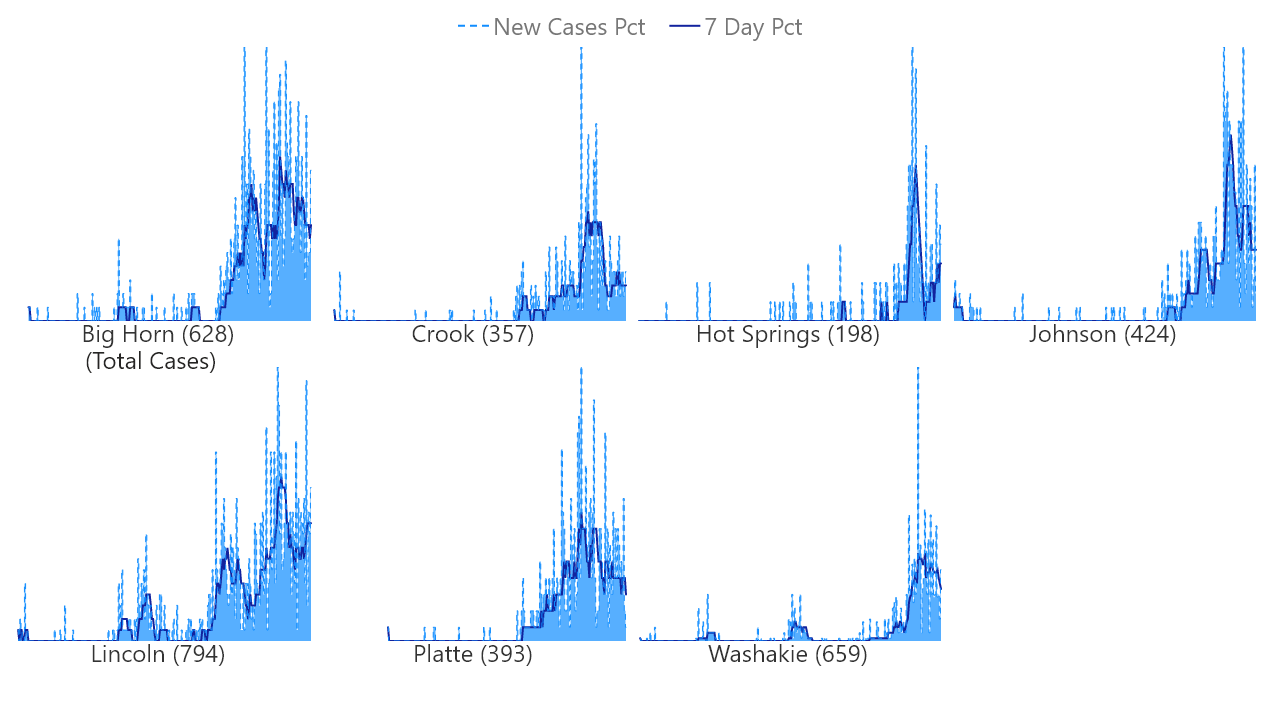 New Cases Pct 7 Day Pct
Big Horn (628)
(Total Cases)
Crook (357)
Hot Springs (198)
Johnson (424)
Lincoln (794)
Platte (393)
Washakie (659)